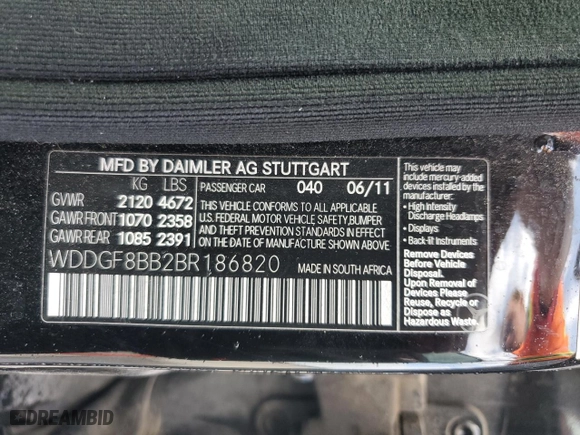 MFD BY DAIMLER AG STUTTGART
KG LBS
GVWR 2120 4672
GAWR FRONT 1070 2358
GAWR REAR 1085 2391
PASSENGER CAR 040 06/11
THIS VEHICLE CONFORMS TO ALL APPLICABLE
U.S. FEDERAL MOTOR VEHICLE SAFETY, BUMPER
AND THEFT PREVENTION STANDARDS IN EFFECT
ON THE DATE OF MANUFACTURE SHOWN ABOVE
WDDGF8BB2BR186820 MADE IN SOUTH AFRICA
This vehicle may
include mercury-added
devices installed by the
manufacturer:
• High Intensity
Discharge Headlamps
• Displays
• Back-lit Instruments
Remove Devices
Before Vehicle
Disposal.
Upon Removal of
Devices Please
Reuse, Recycle or
Dispose as
Hazardous Waste.
DREAMBID